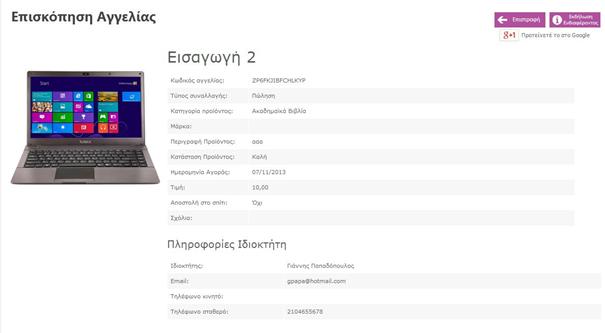 Επισκόπηση Αγγελίας
Επιστροφή
Εκδήλωση Ενδιαφέροντος
g+1 Προτείνετε το στο Google
Εισαγωγή 2
Start
Κωδικός αγγελίας:
Τύπος συναλλαγής: Πώληση
Κατηγορία προϊόντος: Ακαδημαϊκά Βιβλία
Μάρκα:
Περιγραφή Προϊόντος: ααα
Κατάσταση Προϊόντος: Καλή
Ημερομηνία Αγοράς: 07/11/2013
Τιμή: 10,00
Αποστολή στο σπίτι: Όχι
Σχόλια:
Πληροφορίες Ιδιοκτήτη
Ιδιοκτήτης: Γιάννης Παπαδόπουλος
Email: gpapa@hotmail.com
Τηλέφωνο κινητό:
Τηλέφωνο σταθερό: 2104655678